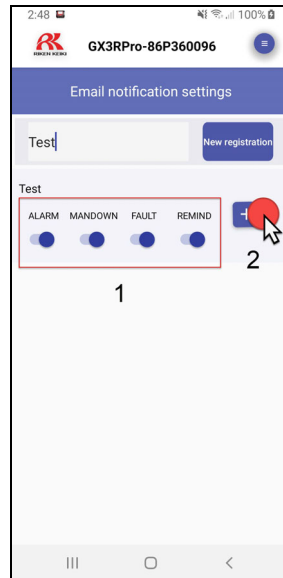 2:48 100%
RIKEN KEIKI GX3RPro-86P360096
Email notification settings
Test New registration
Test
ALARM MANDOWN FAULT REMIND +
1 2